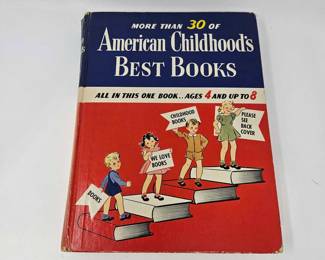 MORE THAN 30 OF
American Childhood's
BEST BOOKS
ALL IN THIS ONE BOOK..AGES 4 AND UP TO 8
CHILDHOOD
BOOKS
PLEASE
SEE
BACK
COVER
WE LOVE
BOOKS
BOOKS